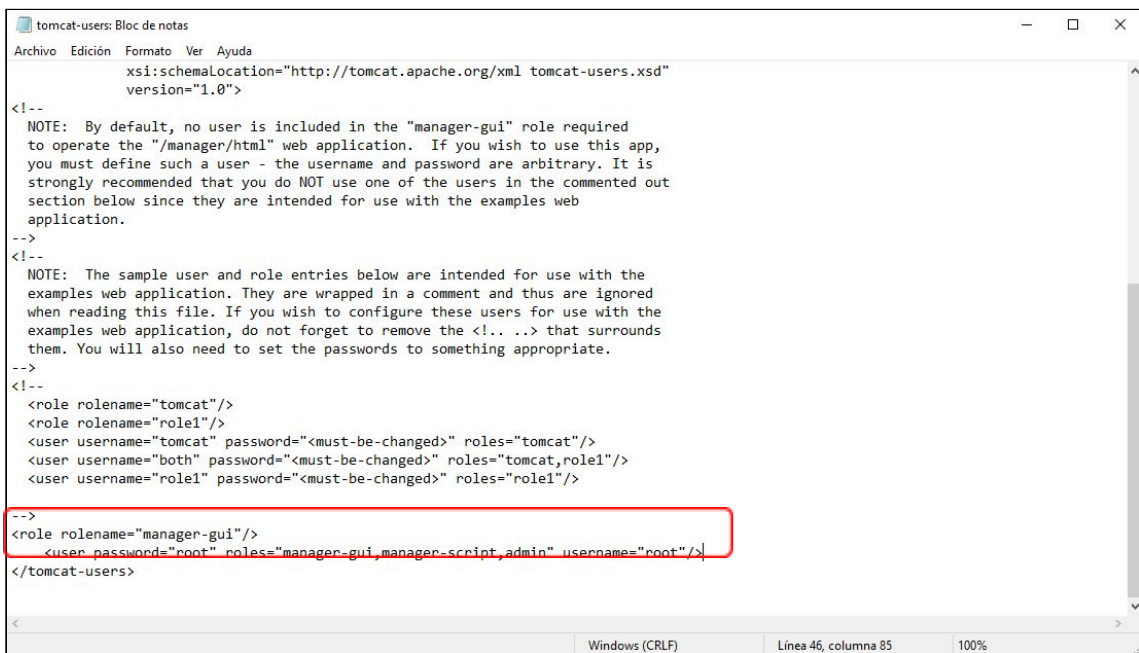 tomcat-users: Bloc de notas
Archivo Edición Formato Ver Ayuda
xsi:schemaLocation="http://tomcat.apache.org/xml tomcat-users.xsd"
version="1.0">
<!--
NOTE:  By default, no user is included in the "manager-gui" role required
to operate the "/manager/html" web application.  If you wish to use this app,
you must define such a user - the username and password are arbitrary. It is
strongly recommended that you do NOT use one of the users in the commented out
section below since they are intended for use with the examples web
application.
-->
<!--
NOTE:  The sample user and role entries below are intended for use with the
examples web application. They are wrapped in a comment and thus are ignored
when reading this file. If you wish to configure these users for use with the
examples web application, do not forget to remove the <!.. ..> that surrounds
them. You will also need to set the passwords to something appropriate.
-->
<!--
<role rolename="tomcat"/>
<role rolename="role1"/>
<user username="tomcat" password="<must-be-changed>" roles="tomcat"/>
<user username="both" password="<must-be-changed>" roles="tomcat,role1"/>
<user username="role1" password="<must-be-changed>" roles="role1"/>
-->
<role rolename="manager-gui"/>
<user password="root" roles="manager-gui,manager-script,admin" username="root"/>
</tomcat-users>
Windows (CRLF) Línea 46, columna 85 100%